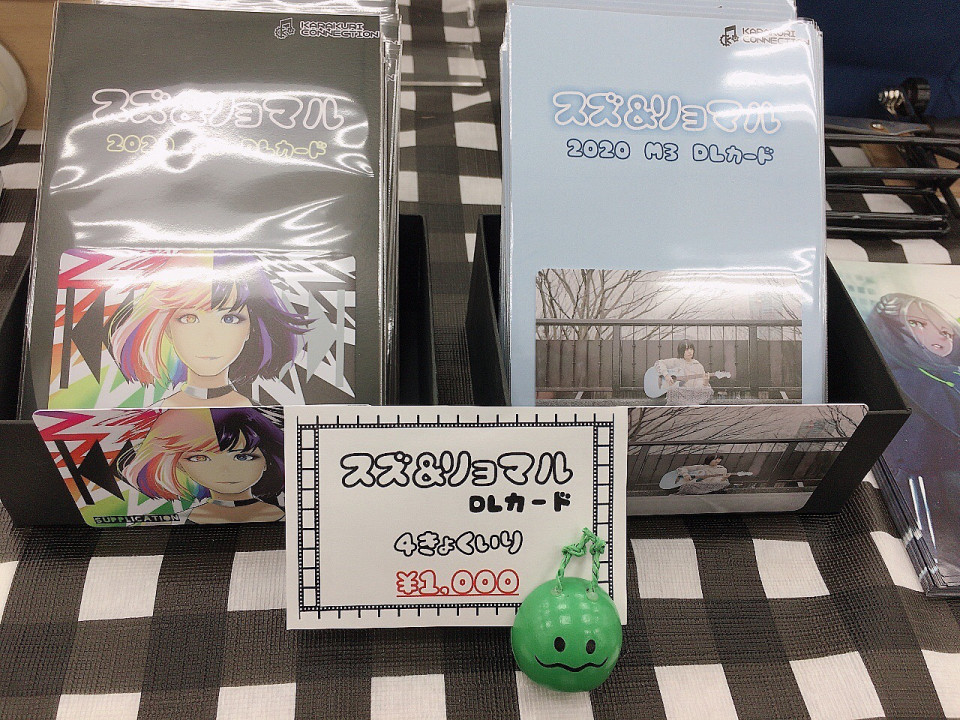 KARAKURI
CONNECTION
スズ&リョマル
2020 DLカード
SUPPLICATION
KARAKURI
CONNECTION
スズ&リョマル
2020 M3 DLカード
スズ&リョマル
DLカード
4きょくいり
¥1,000